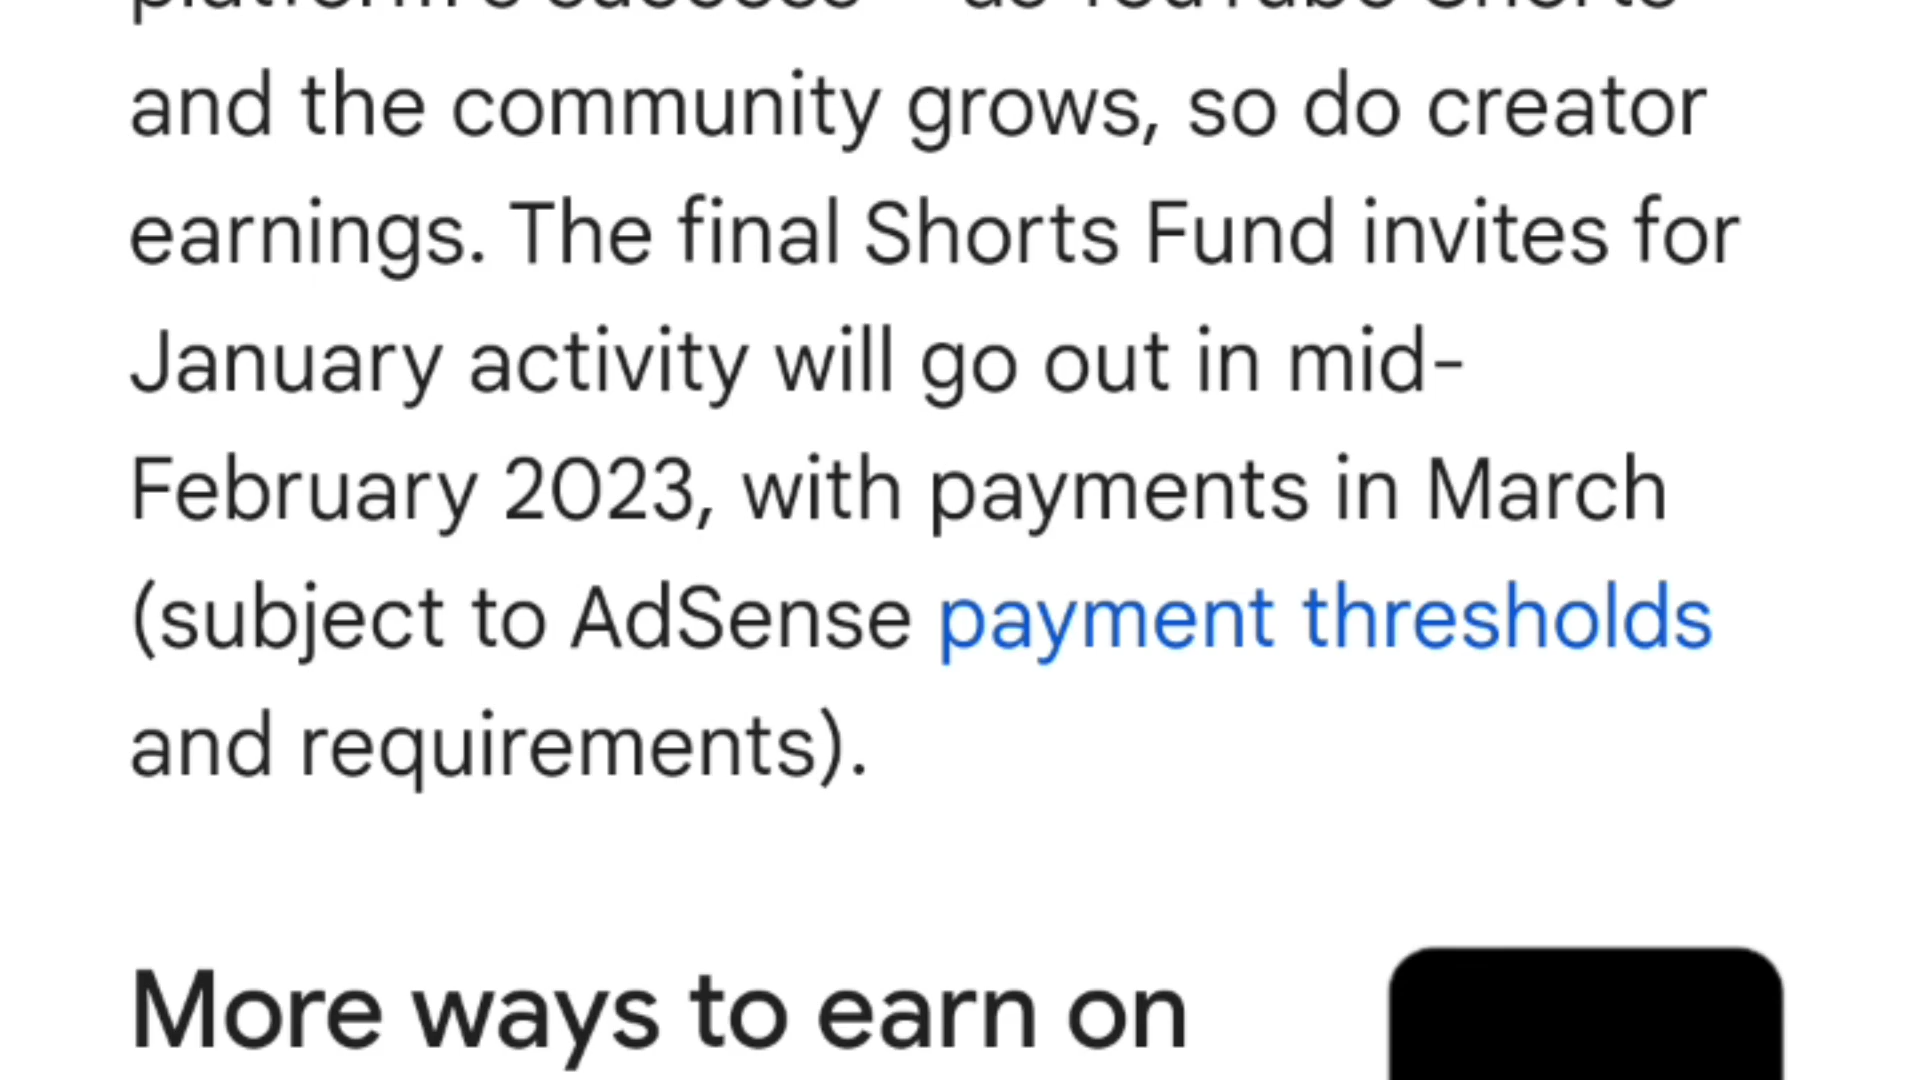 and the community grows, so do creator
earnings. The final Shorts Fund invites for
January activity will go out in mid-
February 2023, with payments in March
(subject to AdSense payment thresholds
and requirements).
More ways to earn on